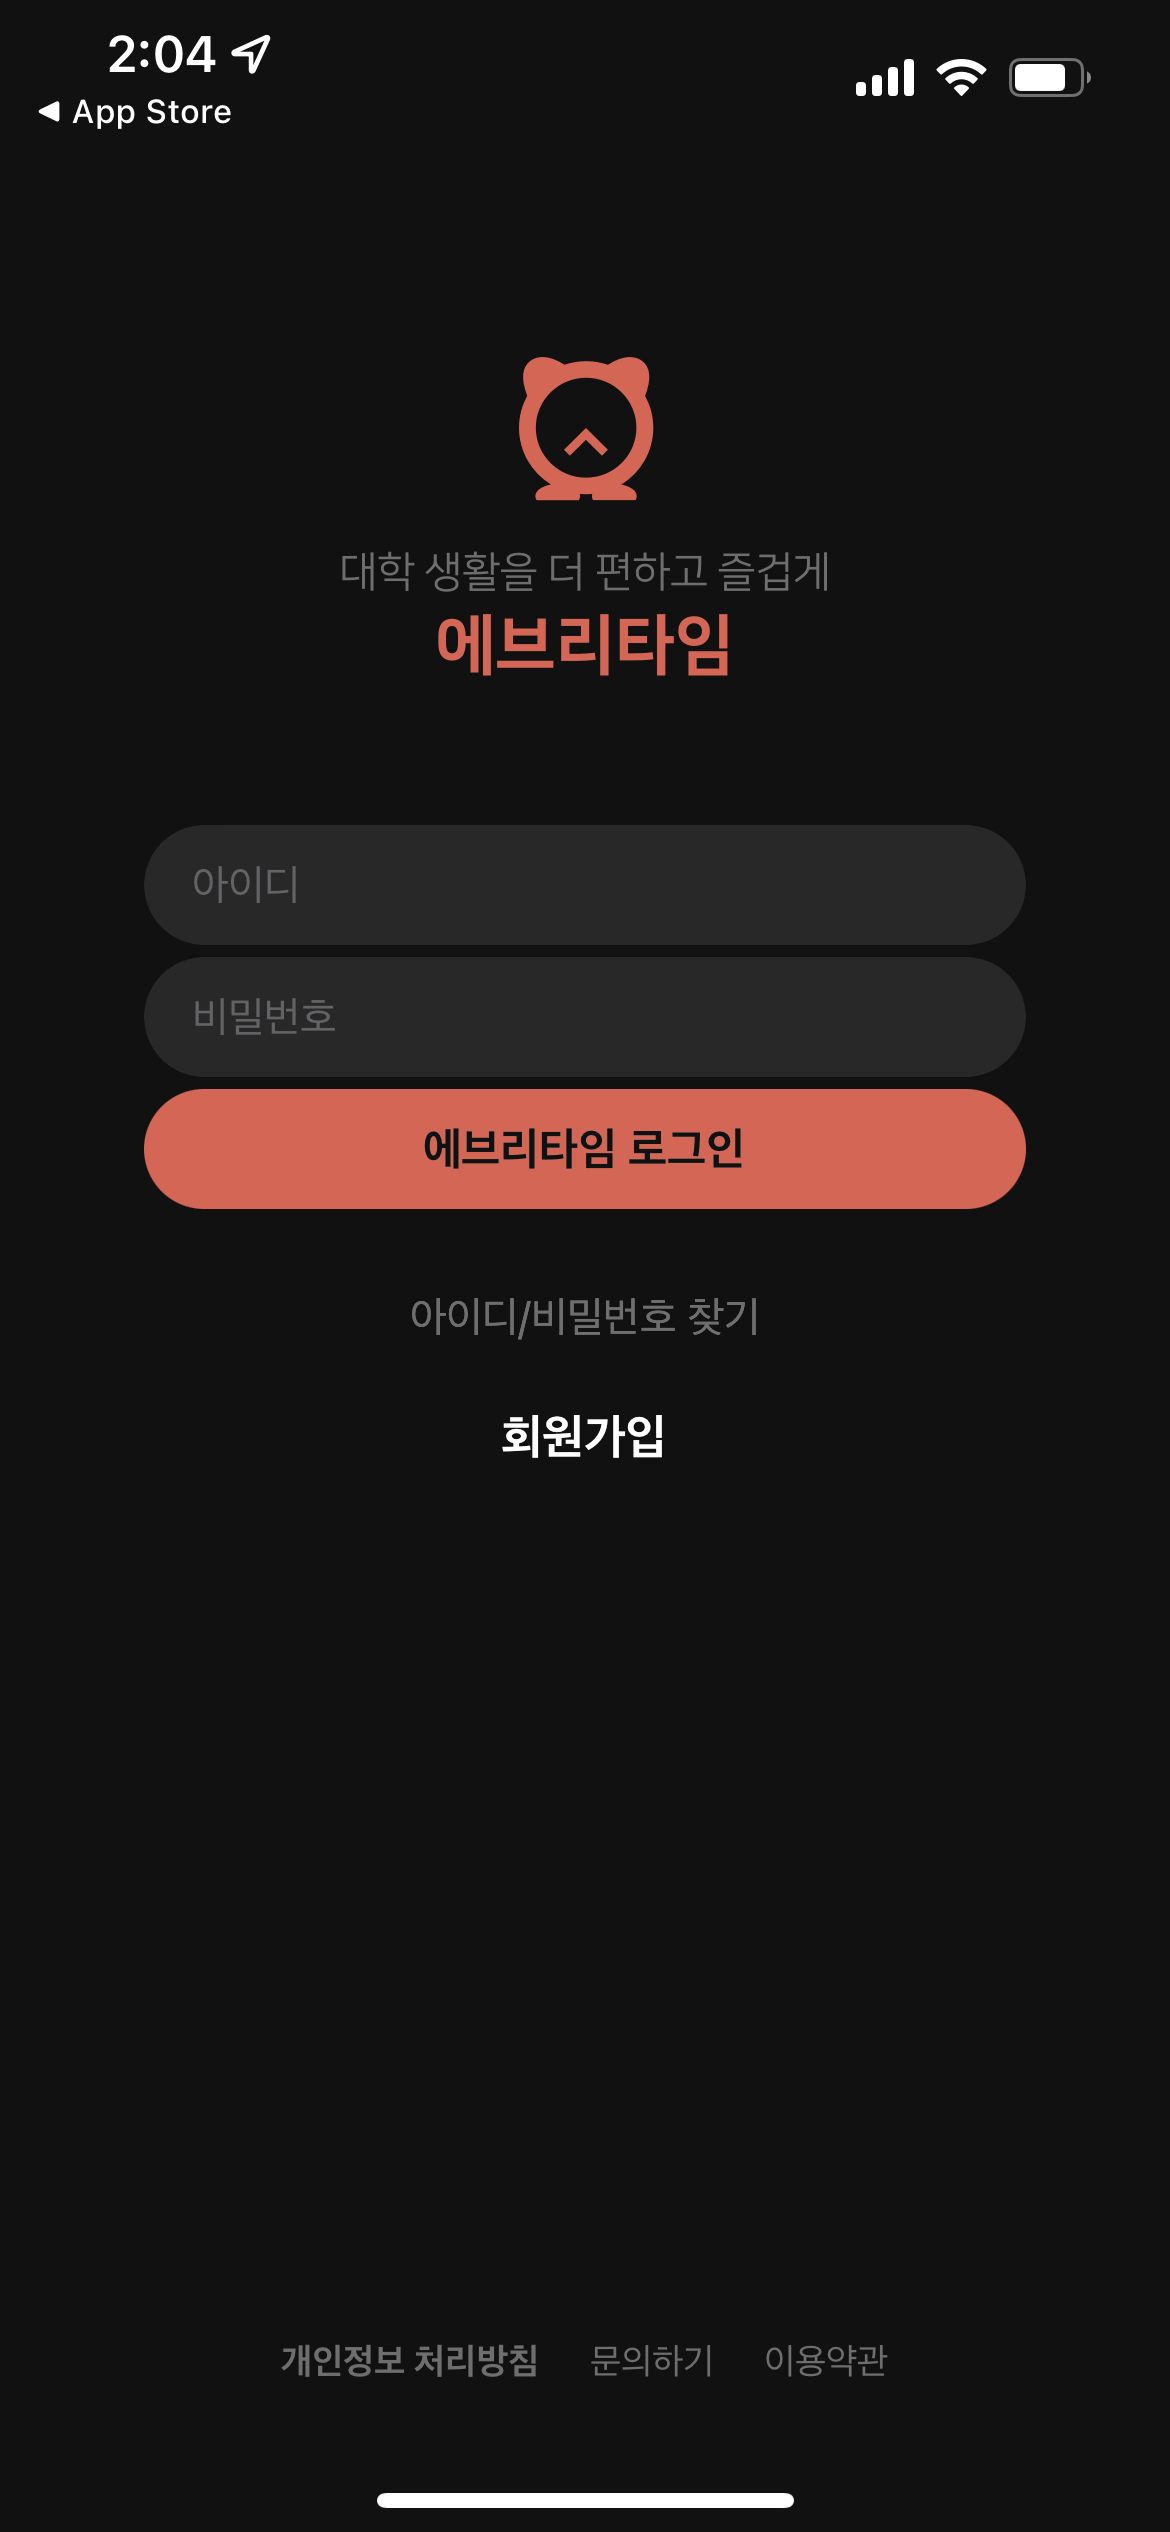 2:04
App Store
대학 생활을 더 편하고 즐겁게
에브리타임
아이디
비밀번호
에브리타임 로그인
아이디/비밀번호 찾기
회원가입
개인정보 처리방침 문의하기 이용약관